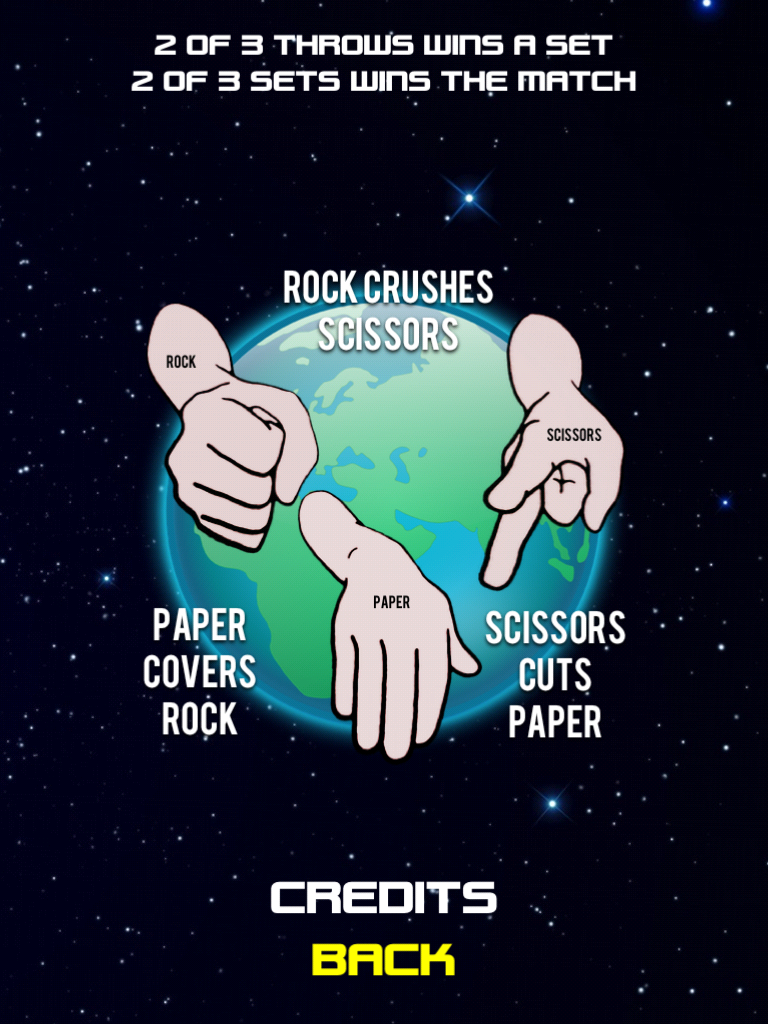 2 OF 3 THROWS WINS A SET
2 OF 3 SETS WINS THE MATCH
ROCK CRUSHES
SCISSORS
ROCK
SCISSORS
PAPER
PAPER
COVERS
ROCK
SCISSORS
CUTS
PAPER
CREDITS
BACK